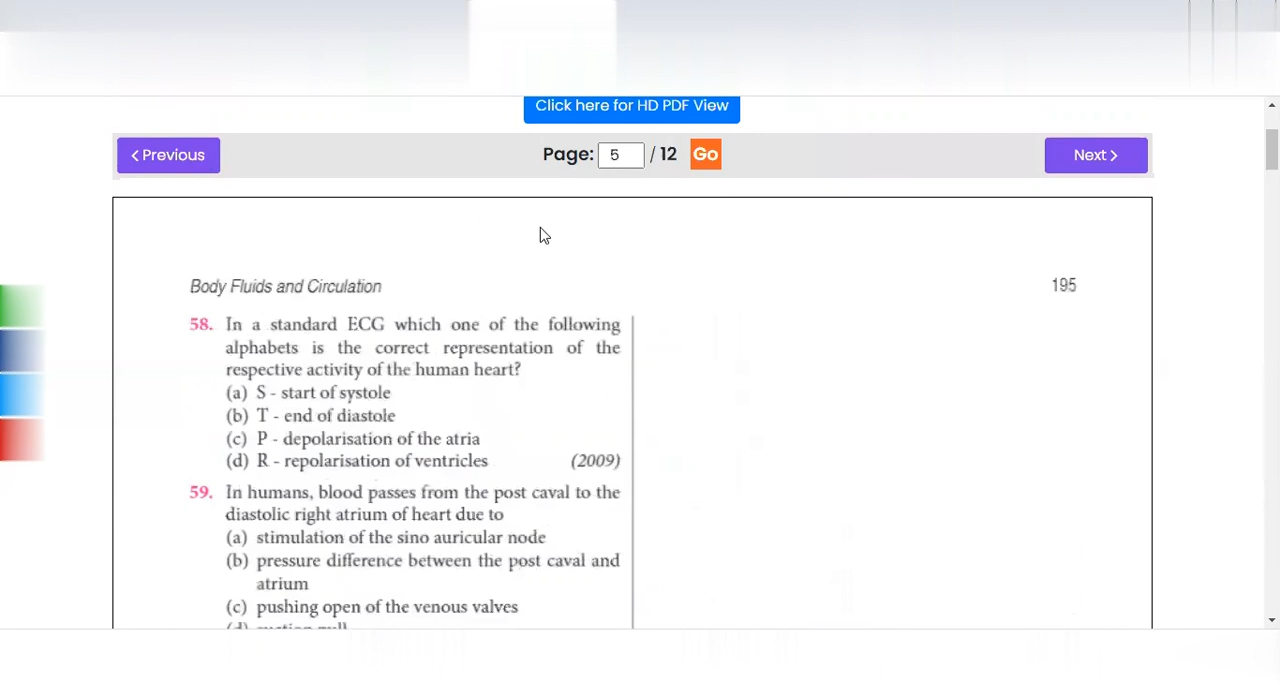 Click here for HD PDF View
< Previous
Page: 5 / 12 Go
Next >
Body Fluids and Circulation
195
58. In a standard ECG which one of the following
alphabets is the correct representation of the
respective activity of the human heart?
(a) S - start of systole
(b) T - end of diastole
(c) P - depolarisation of the atria
(d) R - repolarisation of ventricles (2009)
59. In humans, blood passes from the post caval to the
diastolic right atrium of heart due to
(a) stimulation of the sino auricular node
(b) pressure difference between the post caval and
atrium
(c) pushing open of the venous valves